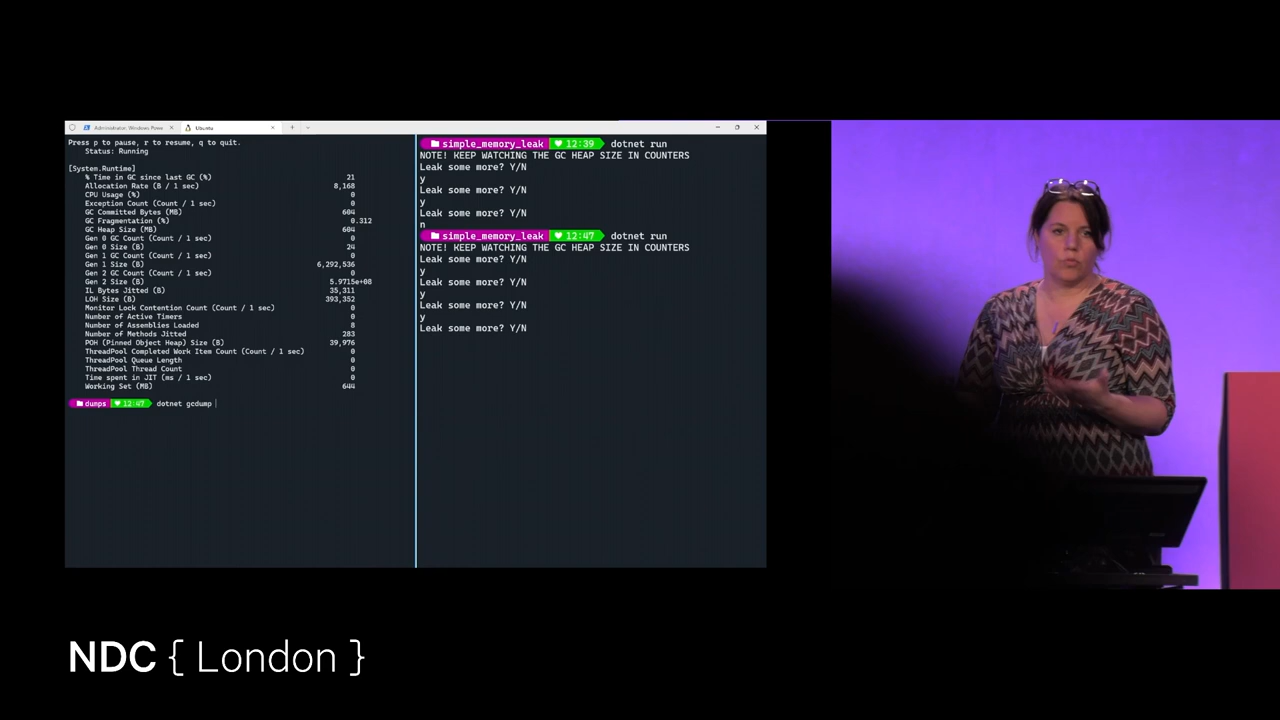 Administrator: Windows Powe
Ubuntu
Press p to pause, r to resume, q to quit.
Status: Running
[System.Runtime]
% Time in GC since last GC (%) 21
Allocation Rate (B / 1 sec) 8,168
CPU Usage (%) 0
Exception Count (Count / 1 sec) 0
GC Committed Bytes (MB) 604
GC Fragmentation (%) 0.312
GC Heap Size (MB) 604
Gen 0 GC Count (Count / 1 sec) 0
Gen 0 Size (B) 24
Gen 1 GC Count (Count / 1 sec) 0
Gen 1 Size (B) 6,292,536
Gen 2 GC Count (Count / 1 sec) 0
Gen 2 Size (B) 5.9715e+08
IL Bytes Jitted (B) 35,311
LOH Size (B) 393,352
Monitor Lock Contention Count (Count / 1 sec) 0
Number of Active Timers 0
Number of Assemblies Loaded 8
Number of Methods Jitted 283
POH (Pinned Object Heap) Size (B) 39,976
ThreadPool Completed Work Item Count (Count / 1 sec) 0
ThreadPool Queue Length 0
ThreadPool Thread Count 0
Time spent in JIT (ms / 1 sec) 0
Working Set (MB) 644
dumps 12:47 dotnet gcdump
simple_memory_leak 12:39 dotnet run
NOTE! KEEP WATCHING THE GC HEAP SIZE IN COUNTERS
Leak some more? Y/N
y
Leak some more? Y/N
y
Leak some more? Y/N
n
simple_memory_leak 12:47 dotnet run
NOTE! KEEP WATCHING THE GC HEAP SIZE IN COUNTERS
Leak some more? Y/N
y
Leak some more? Y/N
y
Leak some more? Y/N
y
Leak some more? Y/N
NDC { London }